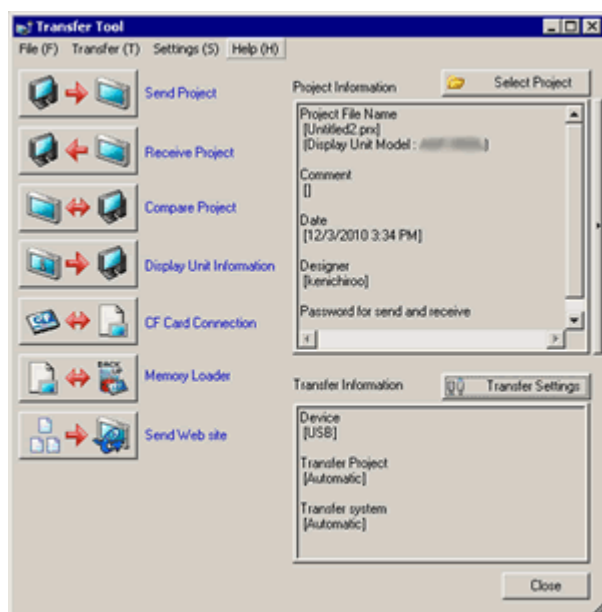 Transfer Tool
File (F) Transfer (T) Settings (S) Help (H)
Send Project
Receive Project
Compare Project
Display Unit Information
CF Card Connection
BACK UP
Memory Loader
Send Web site
Project Information
Select Project
Project File Name
[Untitled2.prx]
(Display Unit Model : )
Comment
[]
Date
[12/3/2010 3:34 PM]
Designer
[kenichiroo]
Password for send and receive
Transfer Information
Transfer Settings
Device
[USB]
Transfer Project
[Automatic]
Transfer system
[Automatic]
Close